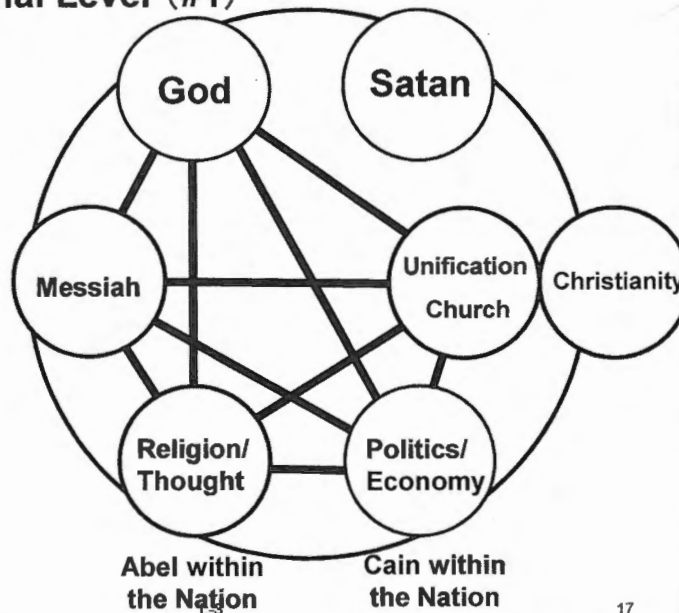 nal Level (#1)
God
Satan
Messiah
Unification
Church
Christianity
Religion/
Thought
Politics/
Economy
Abel within
the Nation
Cain within
the Nation
17